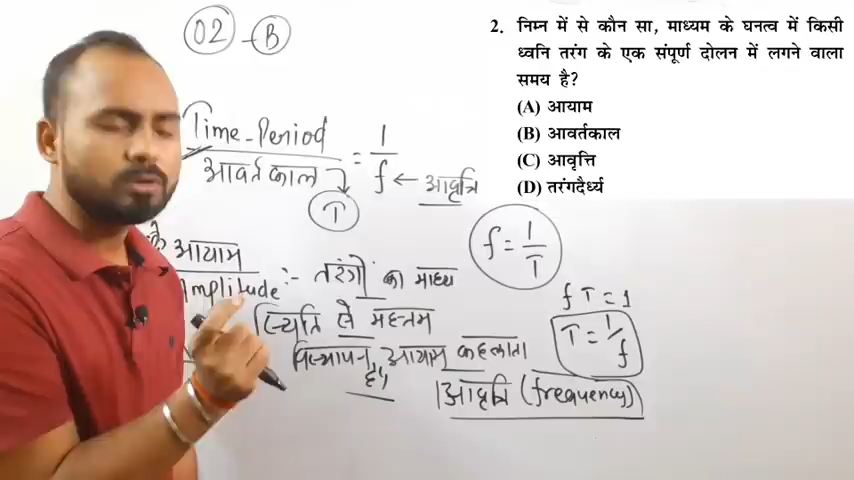 02 - B
2. निम्न में से कौन सा, माध्यम के घनत्व में किसी
ध्वनि तरंग के एक संपूर्ण दोलन में लगने वाला
समय है?
(A) आयाम
(B) आवर्तकाल
(C) आवृत्ति
(D) तरंगदैर्ध्य
Time-Period = 1
आवर्तकाल f ← आवृत्ति
T
f = 1/T
आयाम
Amplitude :- तरंगों का माध्य
स्थिति से महत्तम
विस्थापन, आयाम कहलाता
है।
f T = 1
T = 1/f
आवृत्ति (frequency)